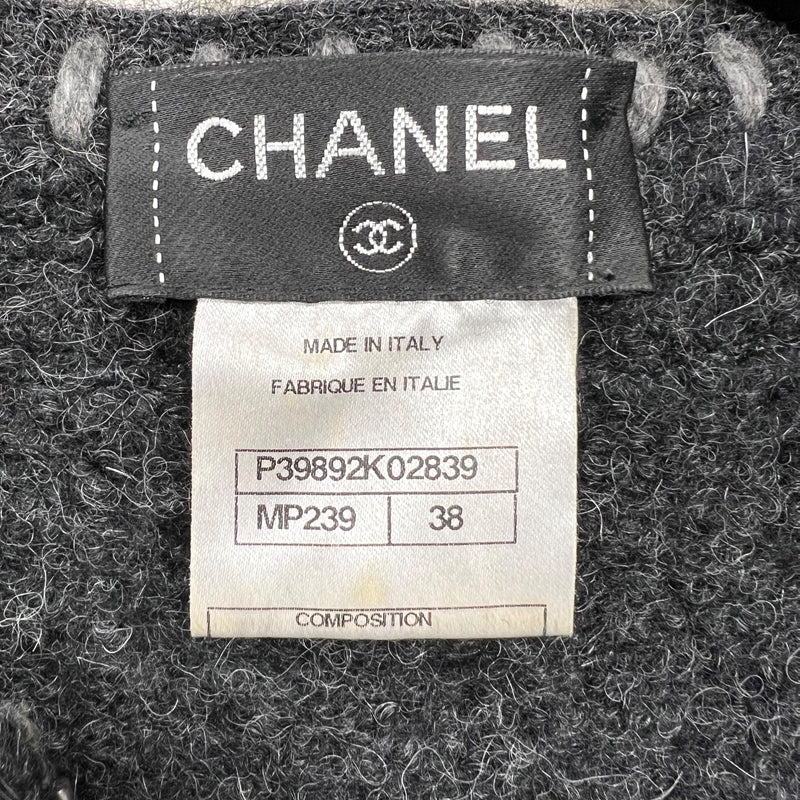 CHANEL
MADE IN ITALY
FABRIQUE EN ITALIE
P39892K02839
MP239 38
COMPOSITION